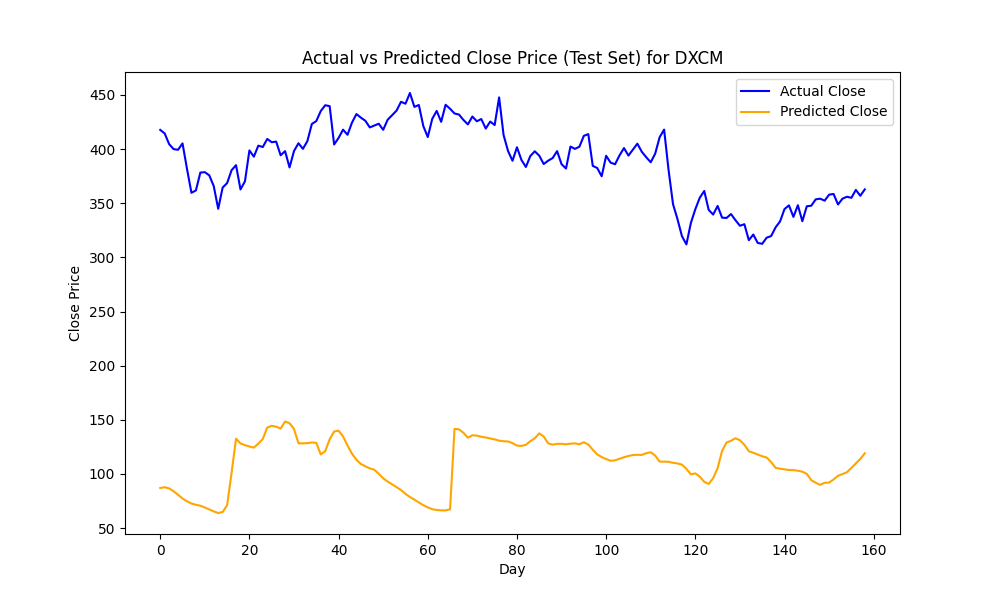 Actual vs Predicted Close Price (Test Set) for DXCM
Actual Close
Predicted Close
Close Price
450
400
350
300
250
200
150
100
50
0 20 40 60 80 100 120 140 160
Day